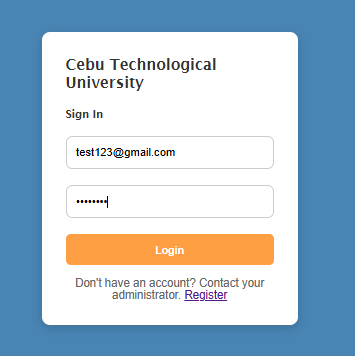 Cebu Technological
University
Sign In
test123@gmail.com
••••••••
Login
Don't have an account? Contact your
administrator. Register